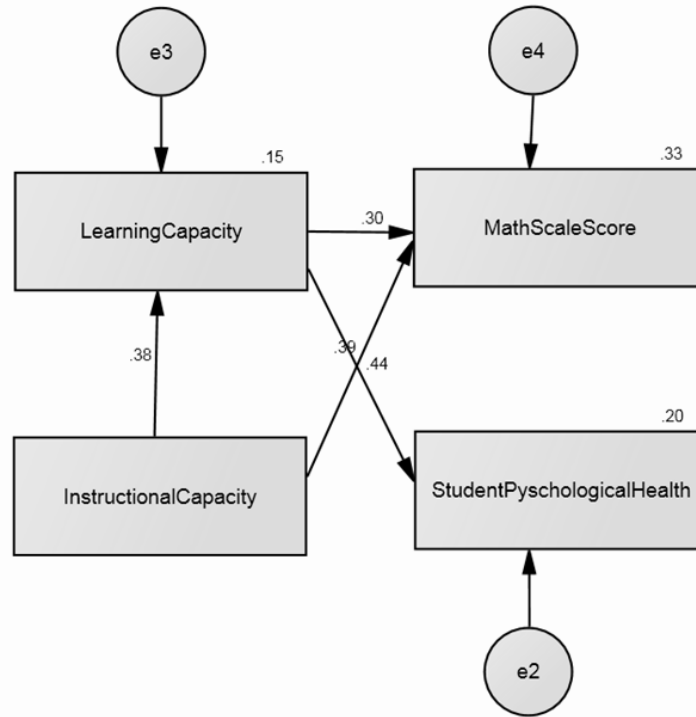 e3
e4
.15
.33
LearningCapacity
.30
MathScaleScore
.38
.39
.44
.20
InstructionalCapacity
StudentPyschologicalHealth
e2